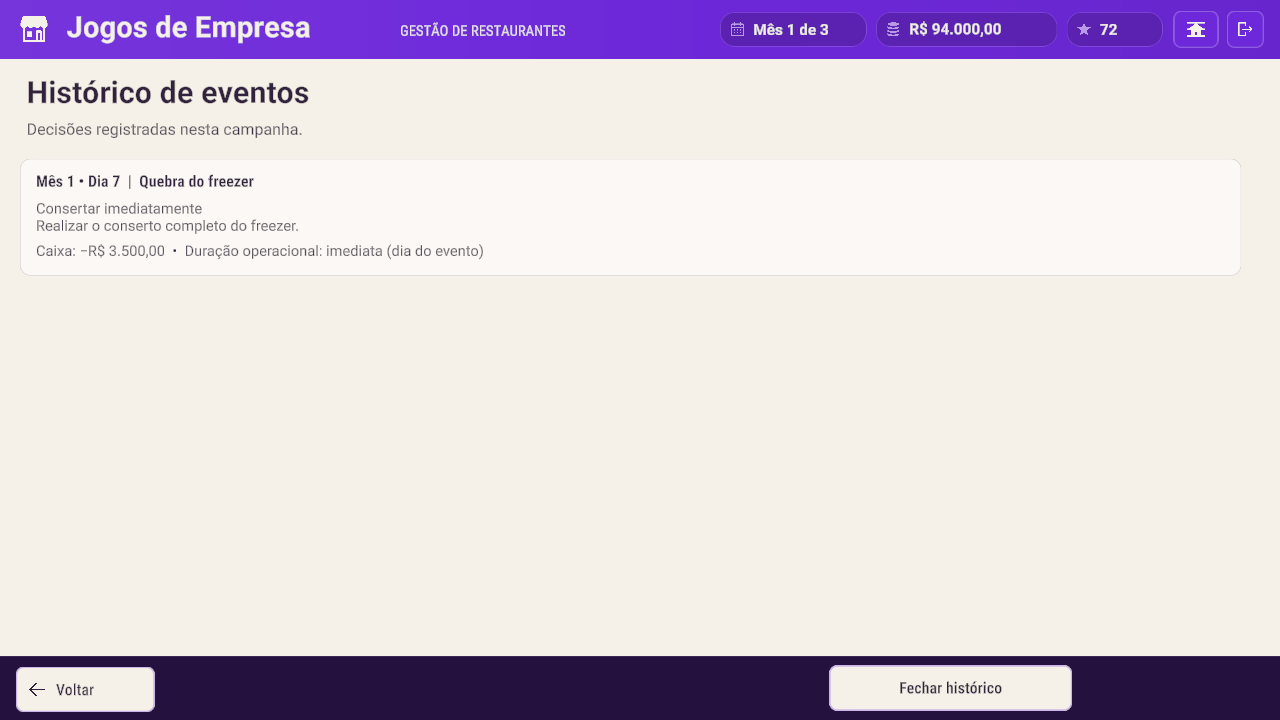 Jogos de Empresa
GESTÃO DE RESTAURANTES
Mês 1 de 3
R$ 94.000,00
72
Histórico de eventos
Decisões registradas nesta campanha.
Mês 1 • Dia 7 | Quebra do freezer
Consertar imediatamente
Realizar o conserto completo do freezer.
Caixa: −R$ 3.500,00 • Duração operacional: imediata (dia do evento)
Voltar
Fechar histórico